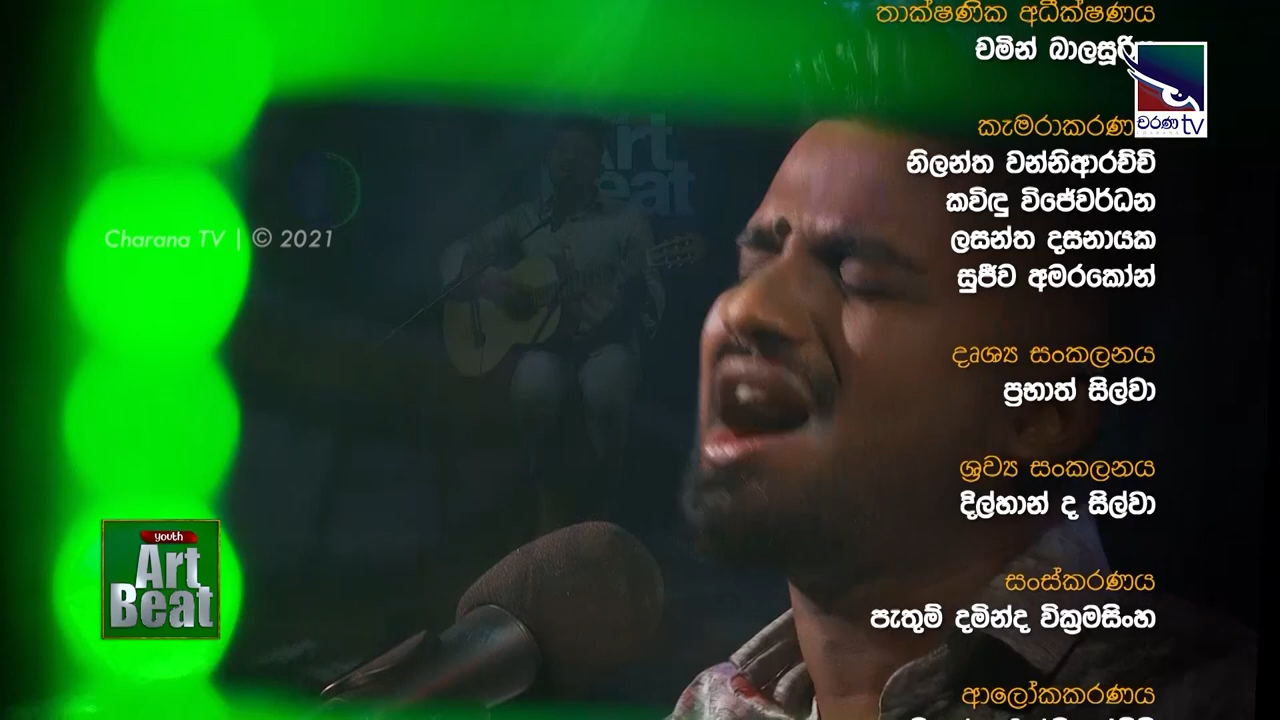 තාක්ෂණික අධීක්ෂණය
චමින් බාලසූරිය
චරණ tv
CHARANA
කැමරාකරණය
නිලන්ත වන්නිආරච්චි
කවිඳු විජේවර්ධන
ලසන්ත දසනායක
සුජීව අමරකෝන්
Charana TV | © 2021
Art
Beat
දෘශ්‍ය සංකලනය
ප්‍රභාත් සිල්වා
ශ්‍රව්‍ය සංකලනය
දිල්හාන් ද සිල්වා
youth
Art
Beat
සංස්කරණය
පැතුම් දමින්ද වික්‍රමසිංහ
ආලෝකකරණය